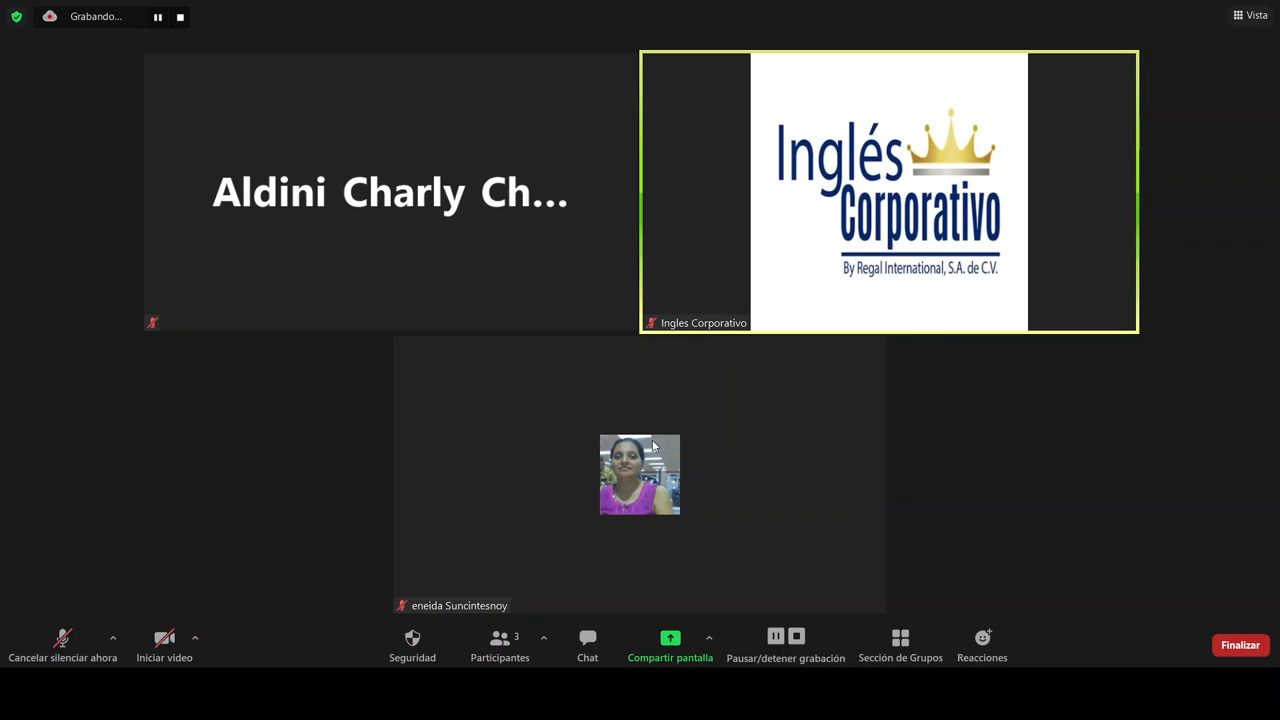 Grabando...
Vista
Aldini Charly Ch...
Inglés
Corporativo
By Regal International, S.A. de C.V.
Ingles Corporativo
eneida Suncintesnoy
Cancelar silenciar ahora
Iniciar video
Seguridad
3
Participantes
Chat
Compartir pantalla
Pausar/detener grabación
Sección de Grupos
Reacciones
Finalizar